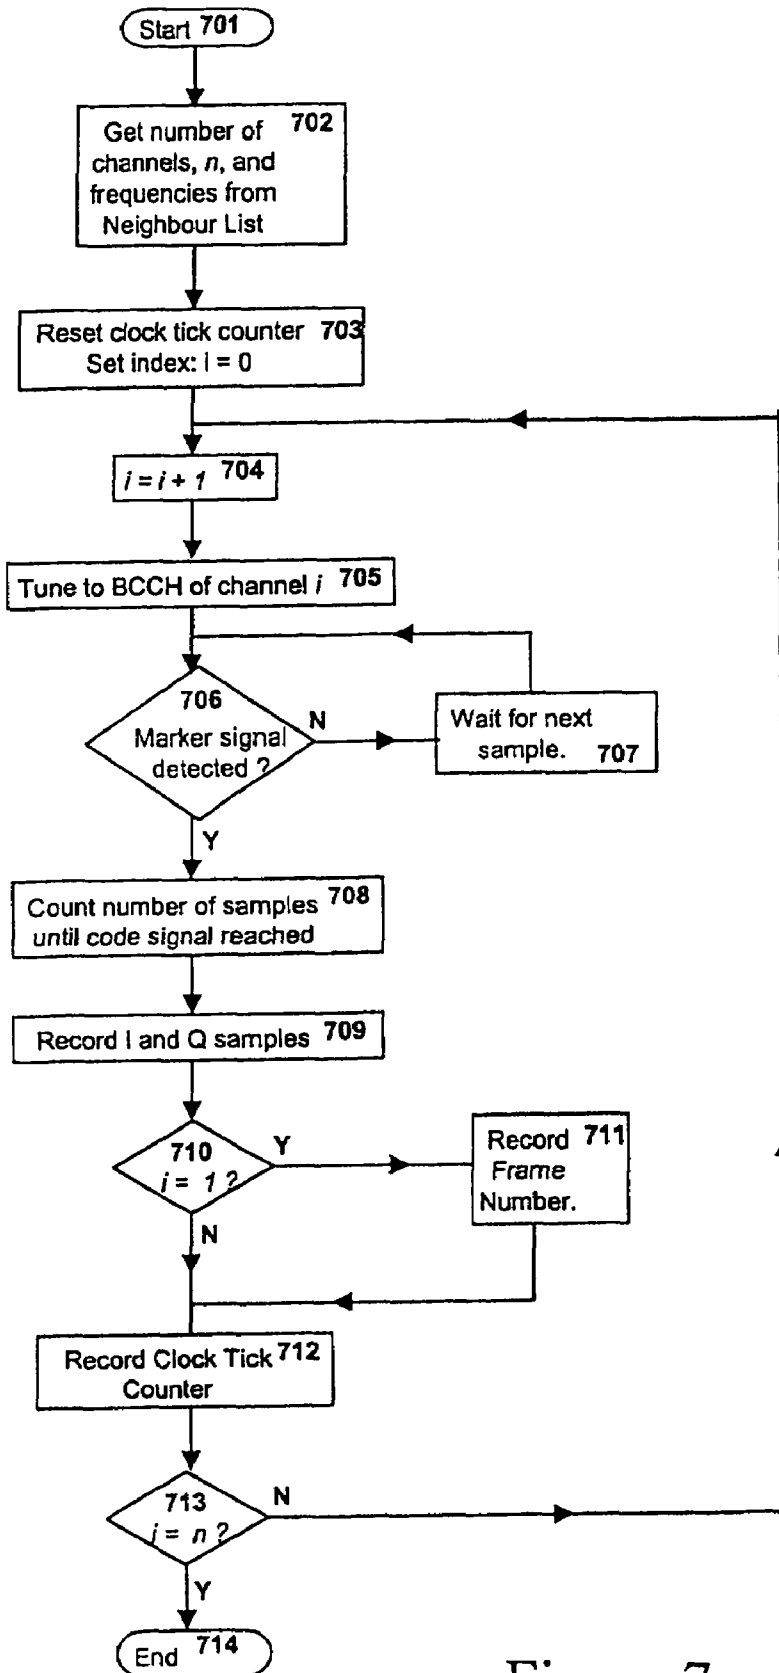 Start 701
Get number of 702
channels, n, and
frequencies from
Neighbour List
Reset clock tick counter 703
Set index: i = 0
i = i + 1 704
Tune to BCCH of channel i 705
706
Marker signal
detected ?
N
Wait for next
sample. 707
Y
Count number of samples 708
until code signal reached
Record I and Q samples 709
710
i = 1 ?
Y
Record 711
Frame
Number.
N
Record Clock Tick 712
Counter
713
i = n ?
N
Y
End 714